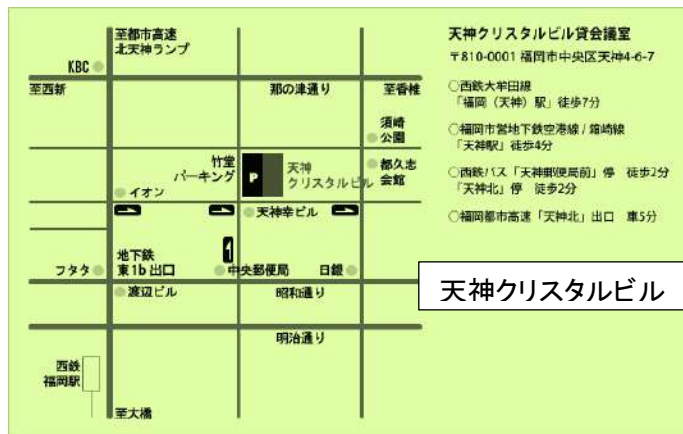 至都市高速
北天神ランプ
KBC
至西新
那の津通り
至香椎
須崎
公園
竹堂
パーキング
P
天神
クリスタルビル
都久志
会館
イオン
天神幸ビル
地下鉄
東1b出口
フタタ
中央郵便局
日銀
渡辺ビル
昭和通り
明治通り
西鉄
福岡駅
至大橋
天神クリスタルビル貸会議室
〒810-0001 福岡市中央区天神4-6-7
○西鉄大牟田線
「福岡(天神)駅」徒歩7分
○福岡市営地下鉄空港線/箱崎線
「天神駅」徒歩4分
○西鉄バス「天神郵便局前」停 徒歩2分
「天神北」停 徒歩2分
○福岡都市高速「天神北」出口 車5分
天神クリスタルビル